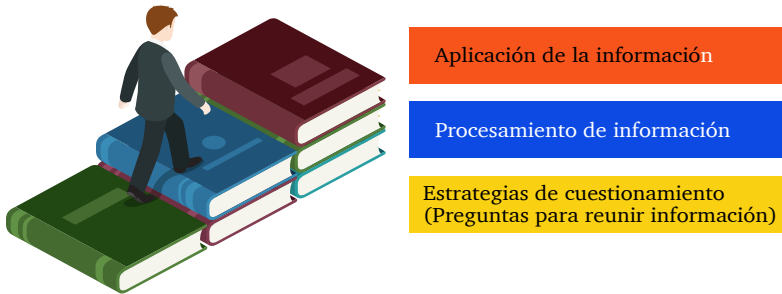 Aplicación de la información
Procesamiento de información
Estrategias de cuestionamiento
(Preguntas para reunir información)